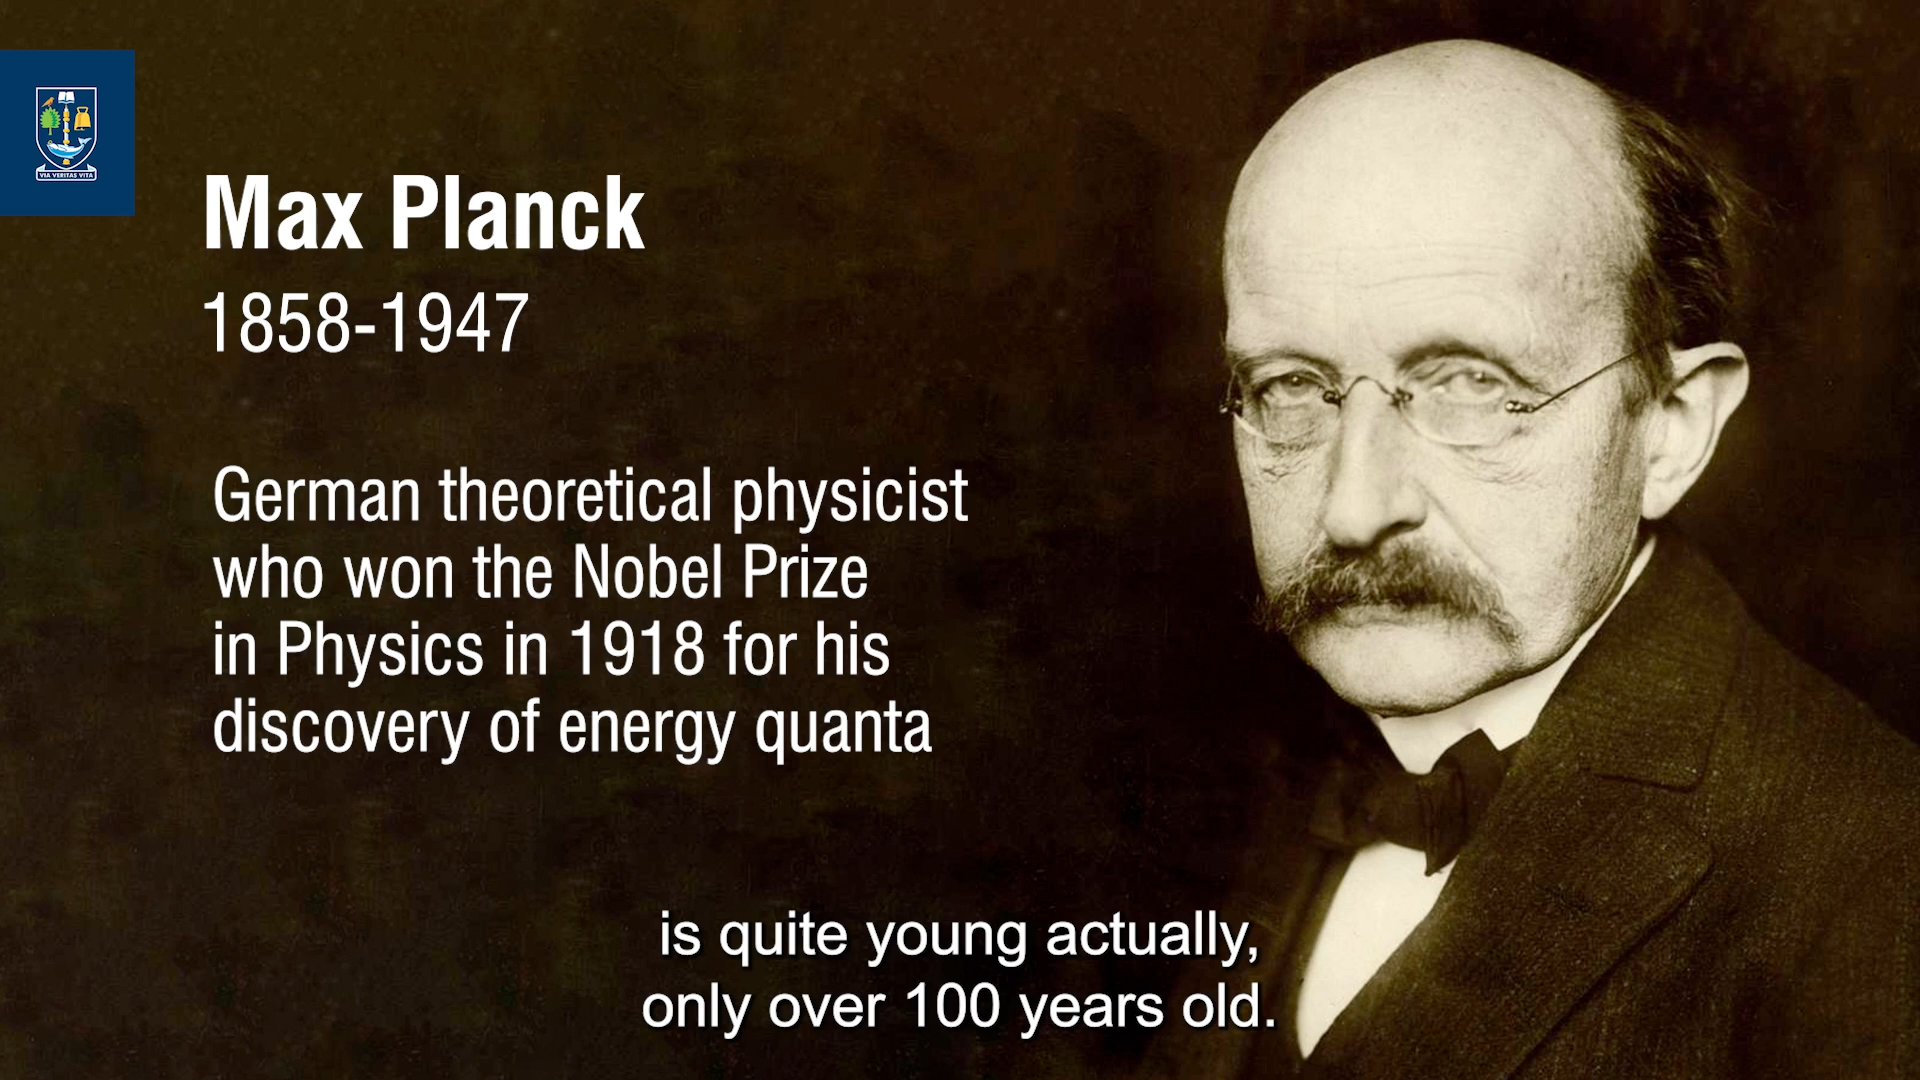 VIA VERITAS VITA
Max Planck
1858-1947
German theoretical physicist
who won the Nobel Prize
in Physics in 1918 for his
discovery of energy quanta
is quite young actually,
only over 100 years old.